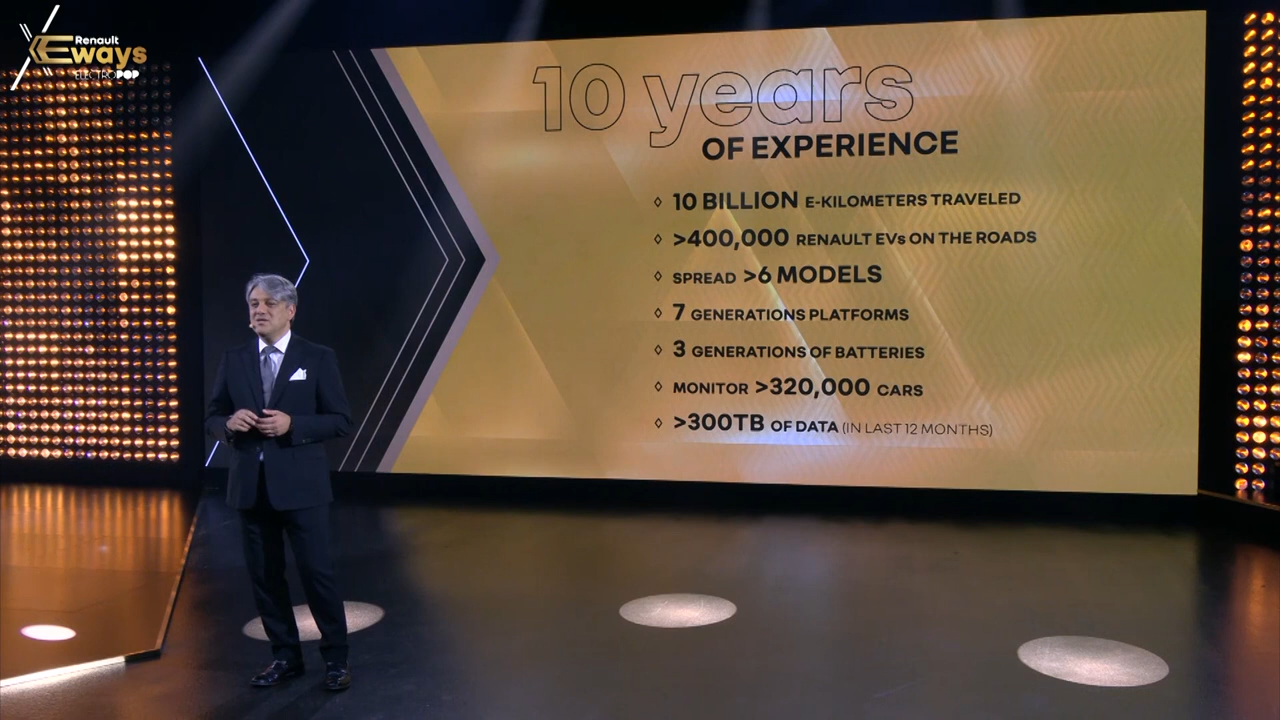 Renault
Eways
ELECTROPOP
10 years
OF EXPERIENCE
10 BILLION E-KILOMETERS TRAVELED
>400,000 RENAULT EVs ON THE ROADS
SPREAD >6 MODELS
7 GENERATIONS PLATFORMS
3 GENERATIONS OF BATTERIES
MONITOR >320,000 CARS
>300TB OF DATA (IN LAST 12 MONTHS)